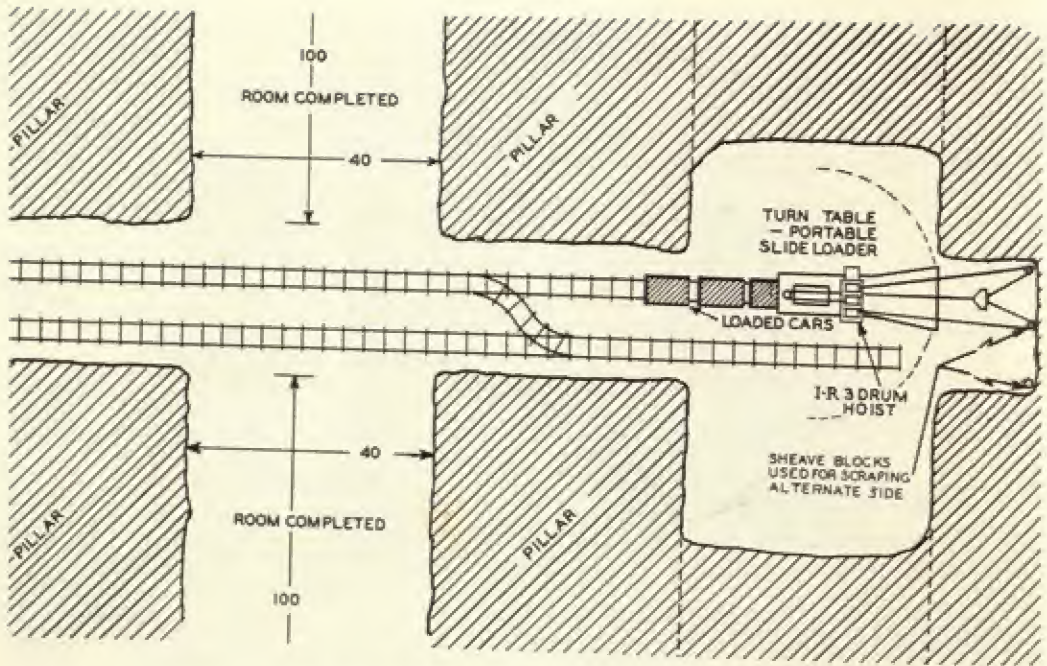 100
ROOM COMPLETED
40
PILLAR
PILLAR
TURN TABLE
- PORTABLE
SLIDE LOADER
LOADED CARS
I-R 3 DRUM
HOIST
40
SHEAVE BLOCKS
USED FOR SCRAPING
ALTERNATE SIDE
ROOM COMPLETED
PILLAR
PILLAR
100